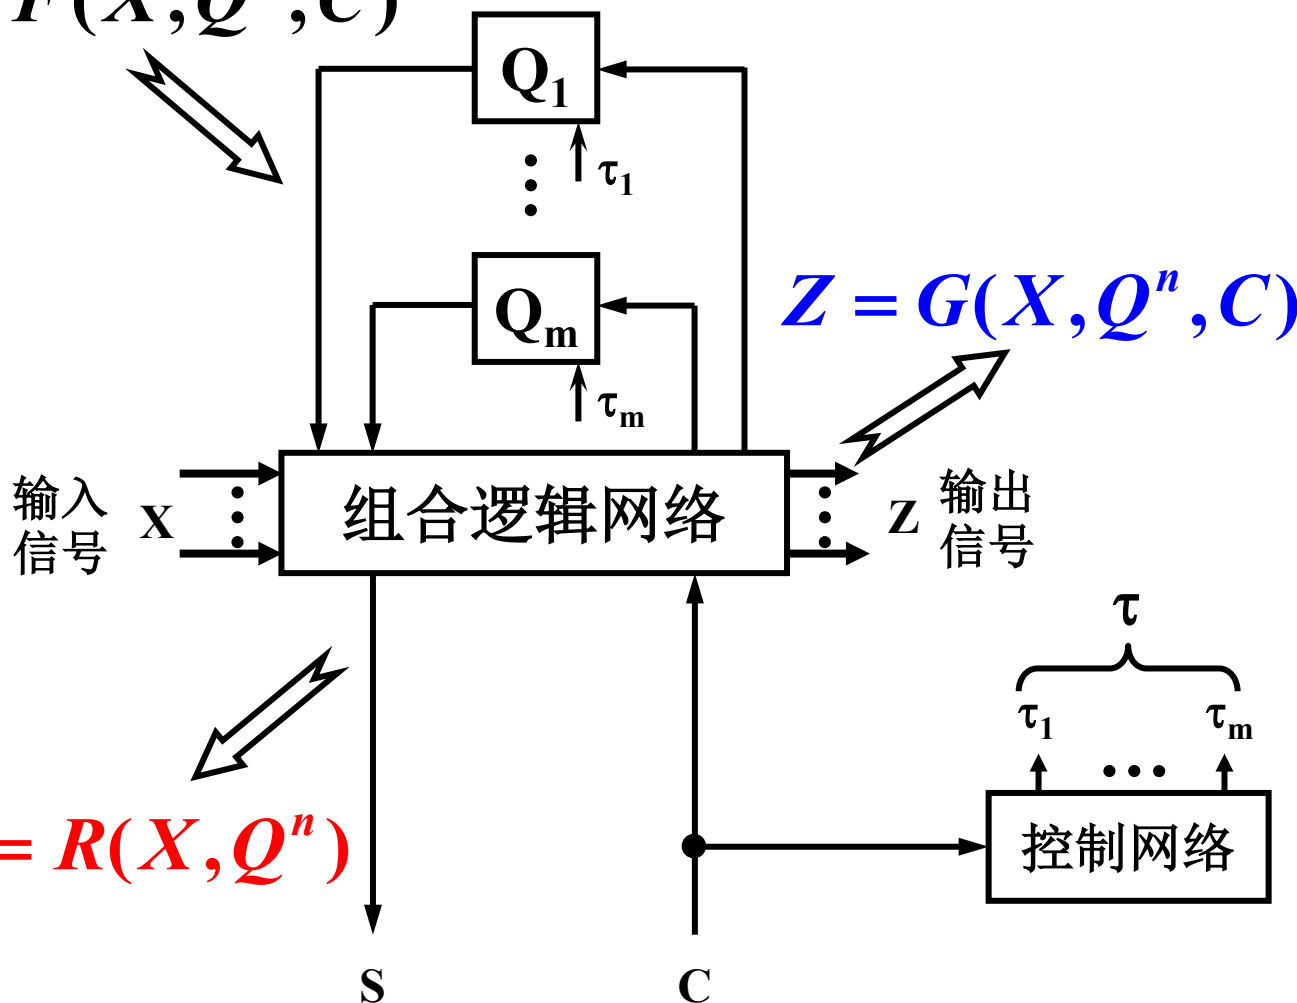 F(X,Q ,C)
Q1
τ1
Qm
τm
Z = G(X,Qⁿ,C)
输入
信号
X
组合逻辑网络
Z
输出
信号
τ
τ1
τm
= R(X,Qⁿ)
控制网络
S
C